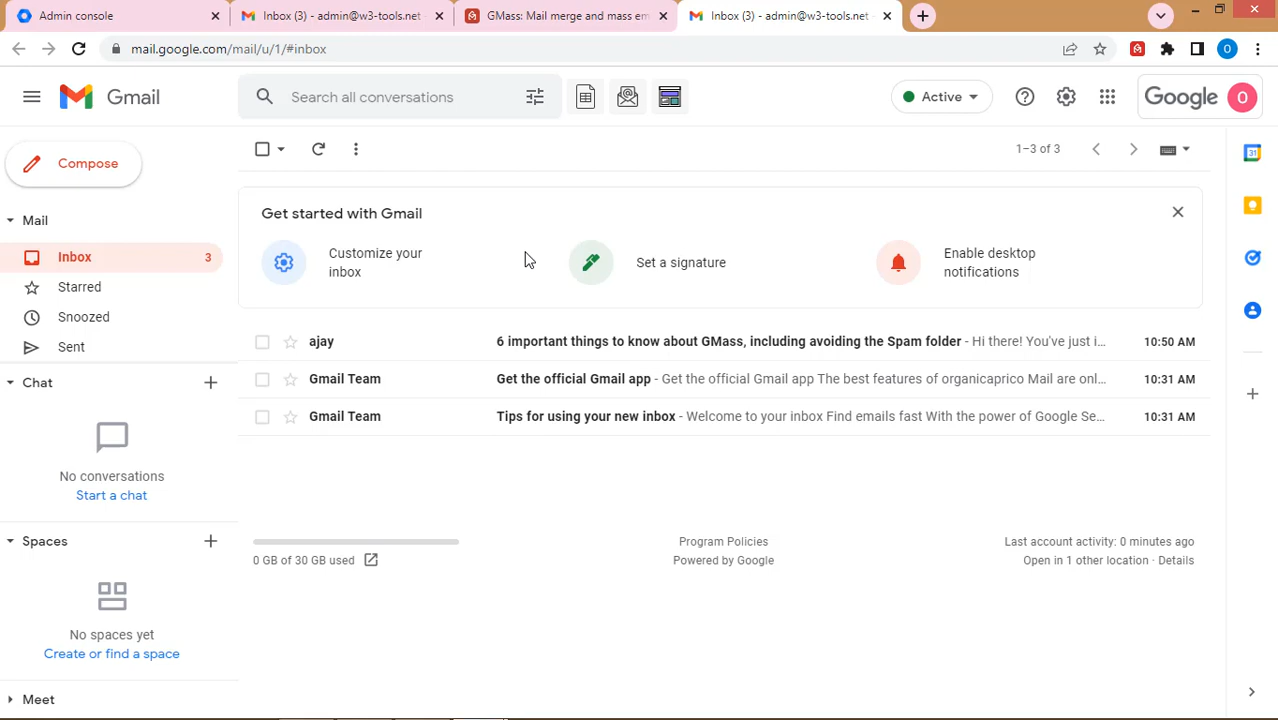 Admin console
Inbox (3) - admin@w3-tools.net
GMass: Mail merge and mass em
Inbox (3) - admin@w3-tools.net
mail.google.com/mail/u/1/#inbox
O
Gmail
Search all conversations
Active
Google
O
Compose
1–3 of 3
Mail
Get started with Gmail
Inbox
3
Customize your
inbox
Set a signature
Enable desktop
notifications
Starred
Snoozed
Sent
ajay
6 important things to know about GMass, including avoiding the Spam folder - Hi there! You've just i...
10:50 AM
Gmail Team
Get the official Gmail app - Get the official Gmail app The best features of organicaprico Mail are onl...
10:31 AM
Gmail Team
Tips for using your new inbox - Welcome to your inbox Find emails fast With the power of Google Se...
10:31 AM
Chat
No conversations
Start a chat
Spaces
No spaces yet
Create or find a space
Meet
0 GB of 30 GB used
Program Policies
Powered by Google
Last account activity: 0 minutes ago
Open in 1 other location · Details
31